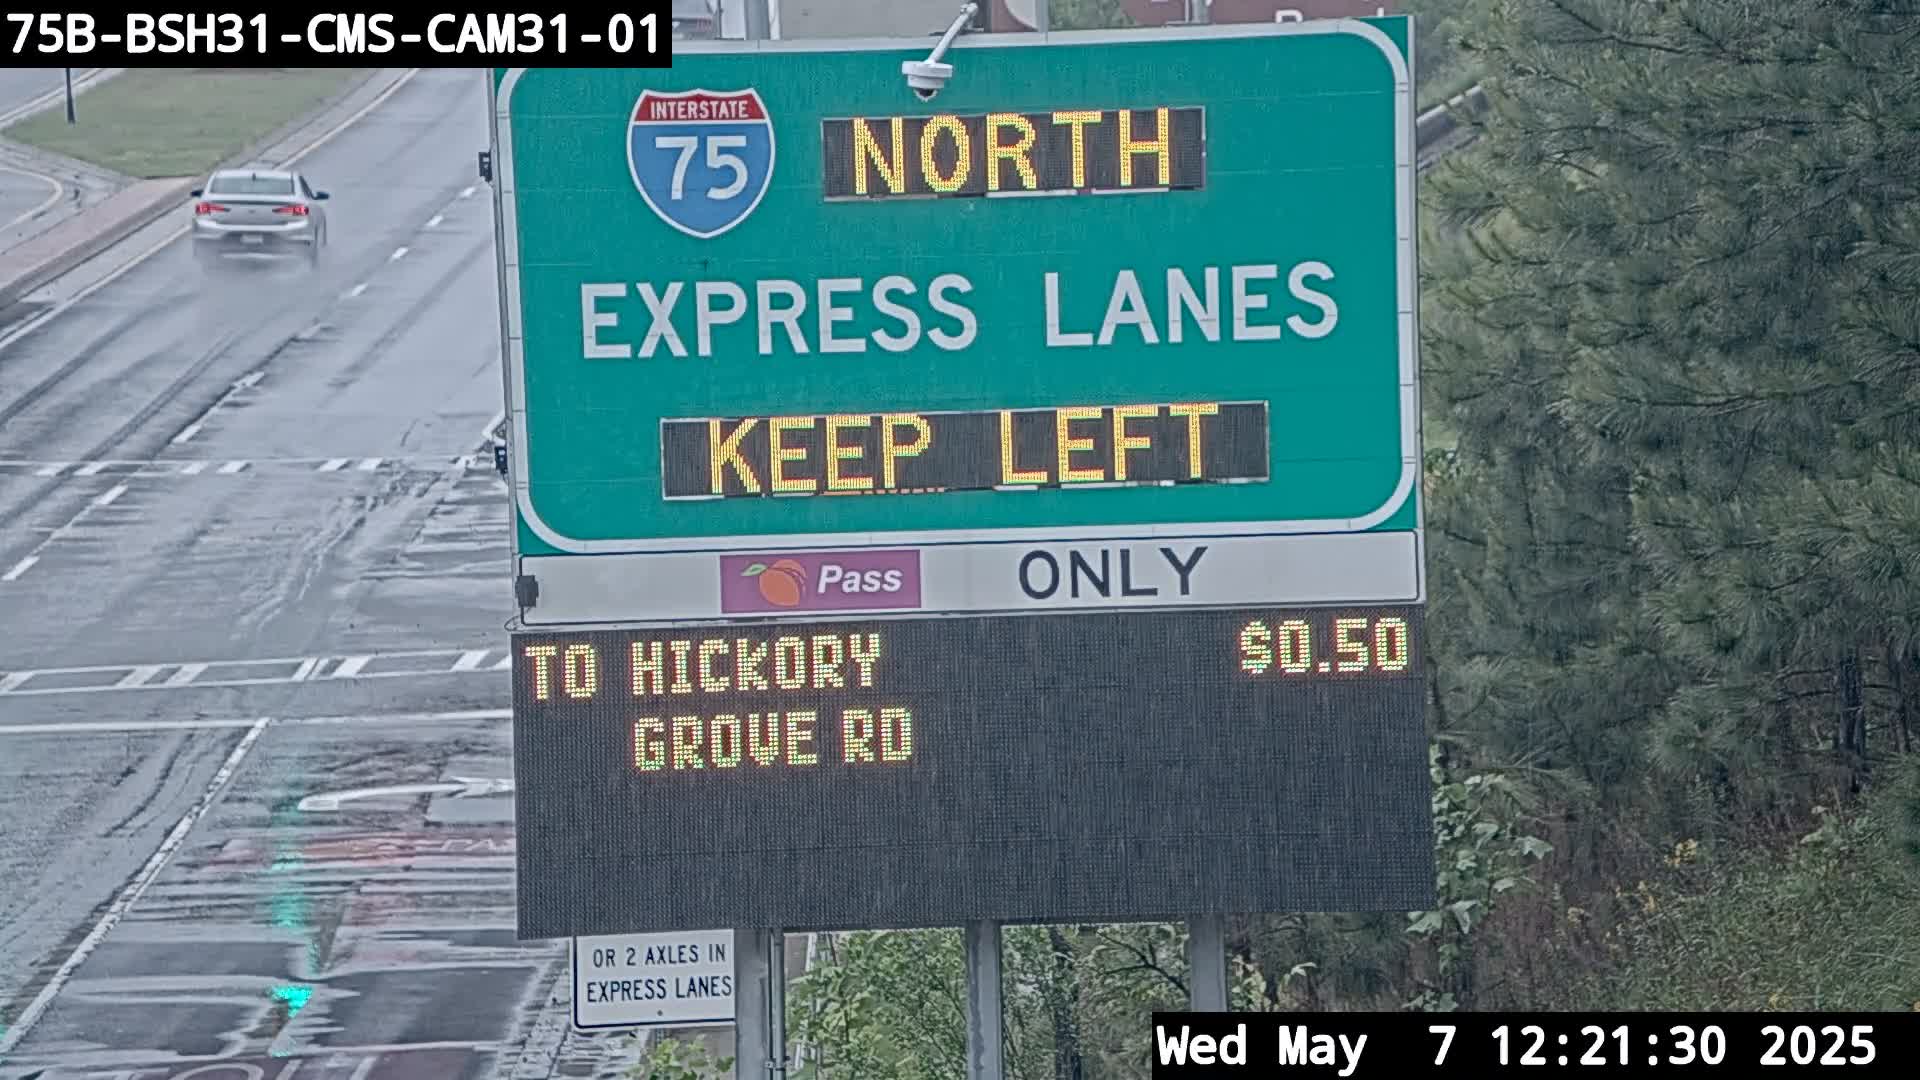 75B-BSH31-CMS-CAM31-01
INTERSTATE
75
NORTH
EXPRESS LANES
KEEP LEFT
Pass
ONLY
TO HICKORY $0.50
GROVE RD
OR 2 AXLES IN
EXPRESS LANES
Wed May 7 12:21:30 2025